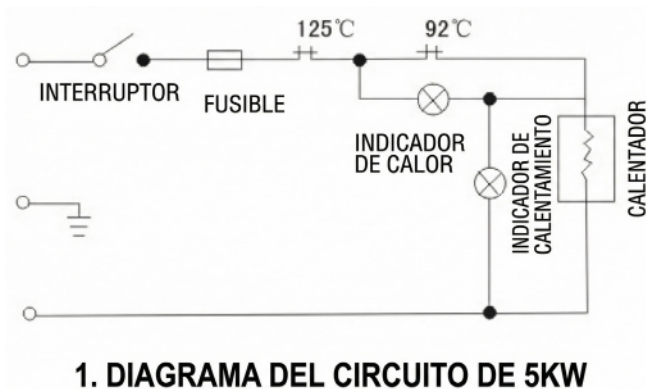 125℃
92℃
INTERRUPTOR
FUSIBLE
INDICADOR
DE CALOR
INDICADOR DE
CALENTAMIENTO
CALENTADOR
1. DIAGRAMA DEL CIRCUITO DE 5KW